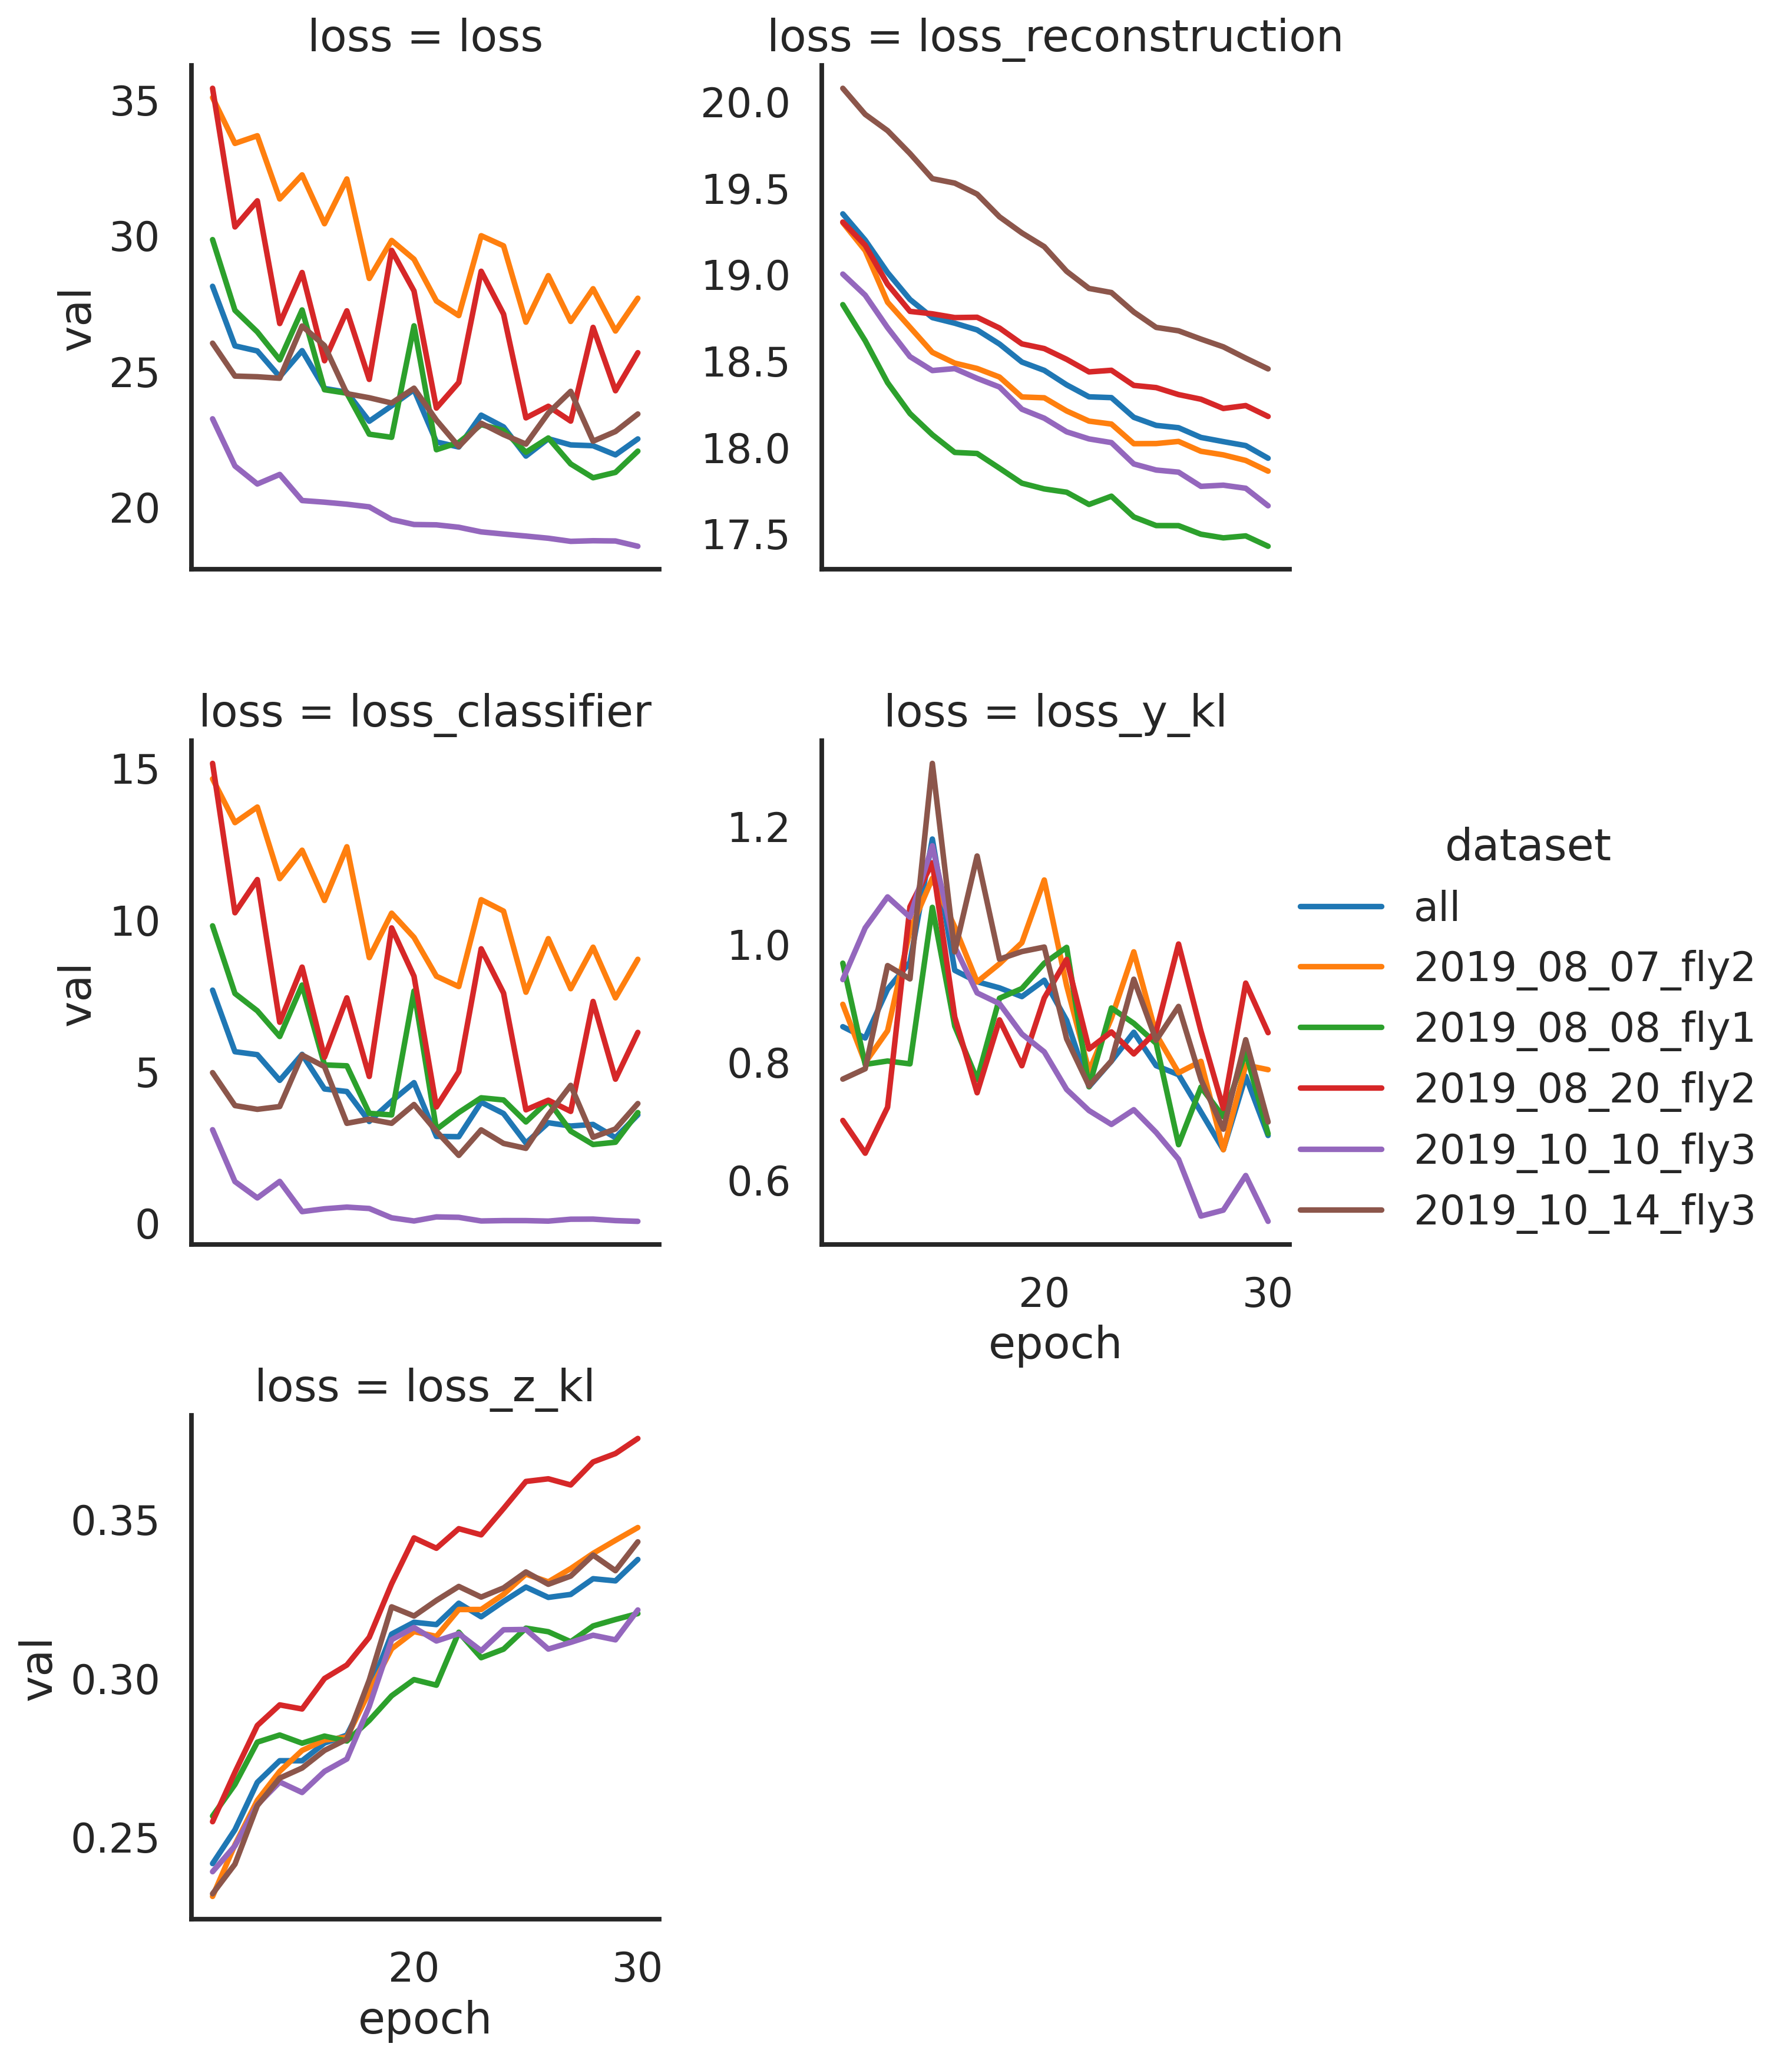 loss = loss
35
30
25
20
val
loss = loss_reconstruction
20.0
19.5
19.0
18.5
18.0
17.5
loss = loss_classifier
15
10
5
0
val
loss = loss_y_kl
1.2
1.0
0.8
0.6
20 30
epoch
dataset
all
2019_08_07_fly2
2019_08_08_fly1
2019_08_20_fly2
2019_10_10_fly3
2019_10_14_fly3
loss = loss_z_kl
0.35
0.30
0.25
val
20 30
epoch